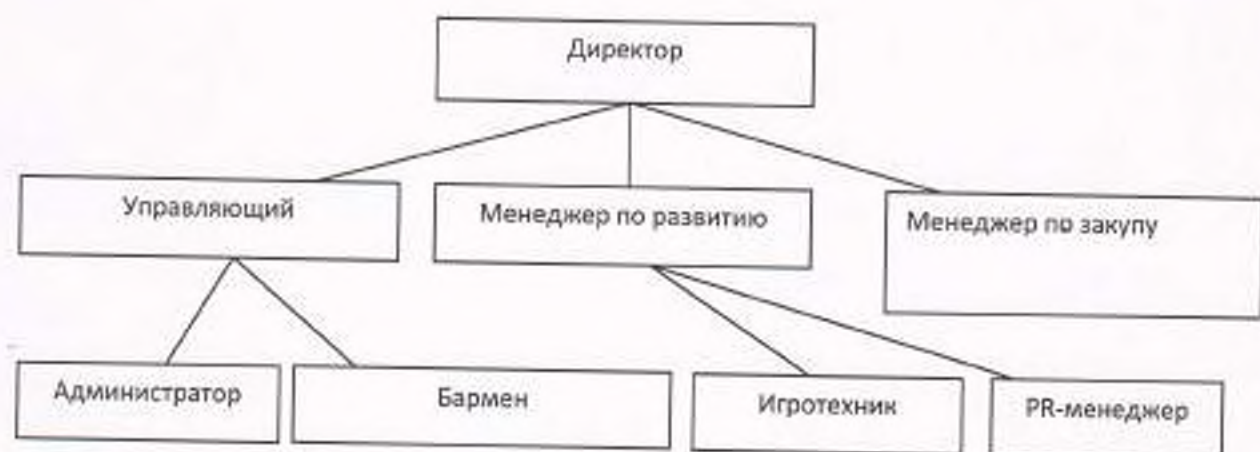 Директор
Управляющий
Менеджер по развитию
Менеджер по закупу
Администратор
Бармен
Игротехник
PR-менеджер